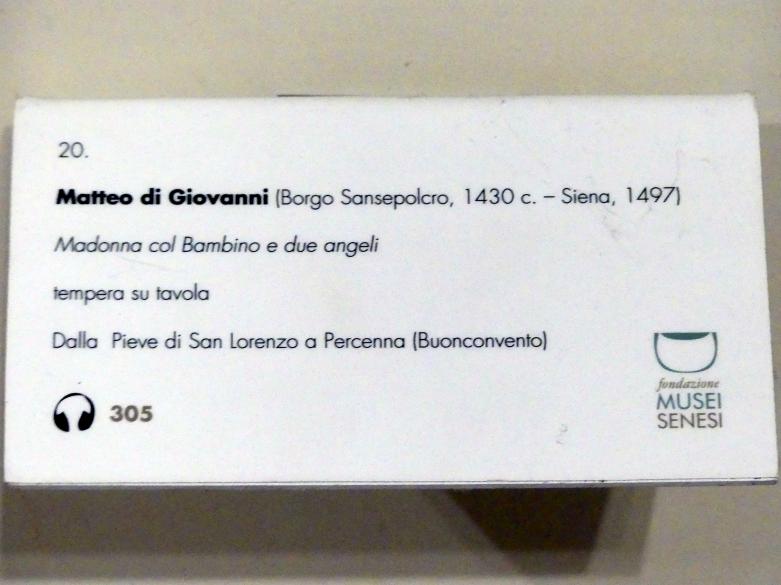 20.
Matteo di Giovanni (Borgo Sansepolcro, 1430 c. – Siena, 1497)
Madonna col Bambino e due angeli
tempera su tavola
Dalla Pieve di San Lorenzo a Percenna (Buonconvento)
305
fondazione
MUSEI
SENESI